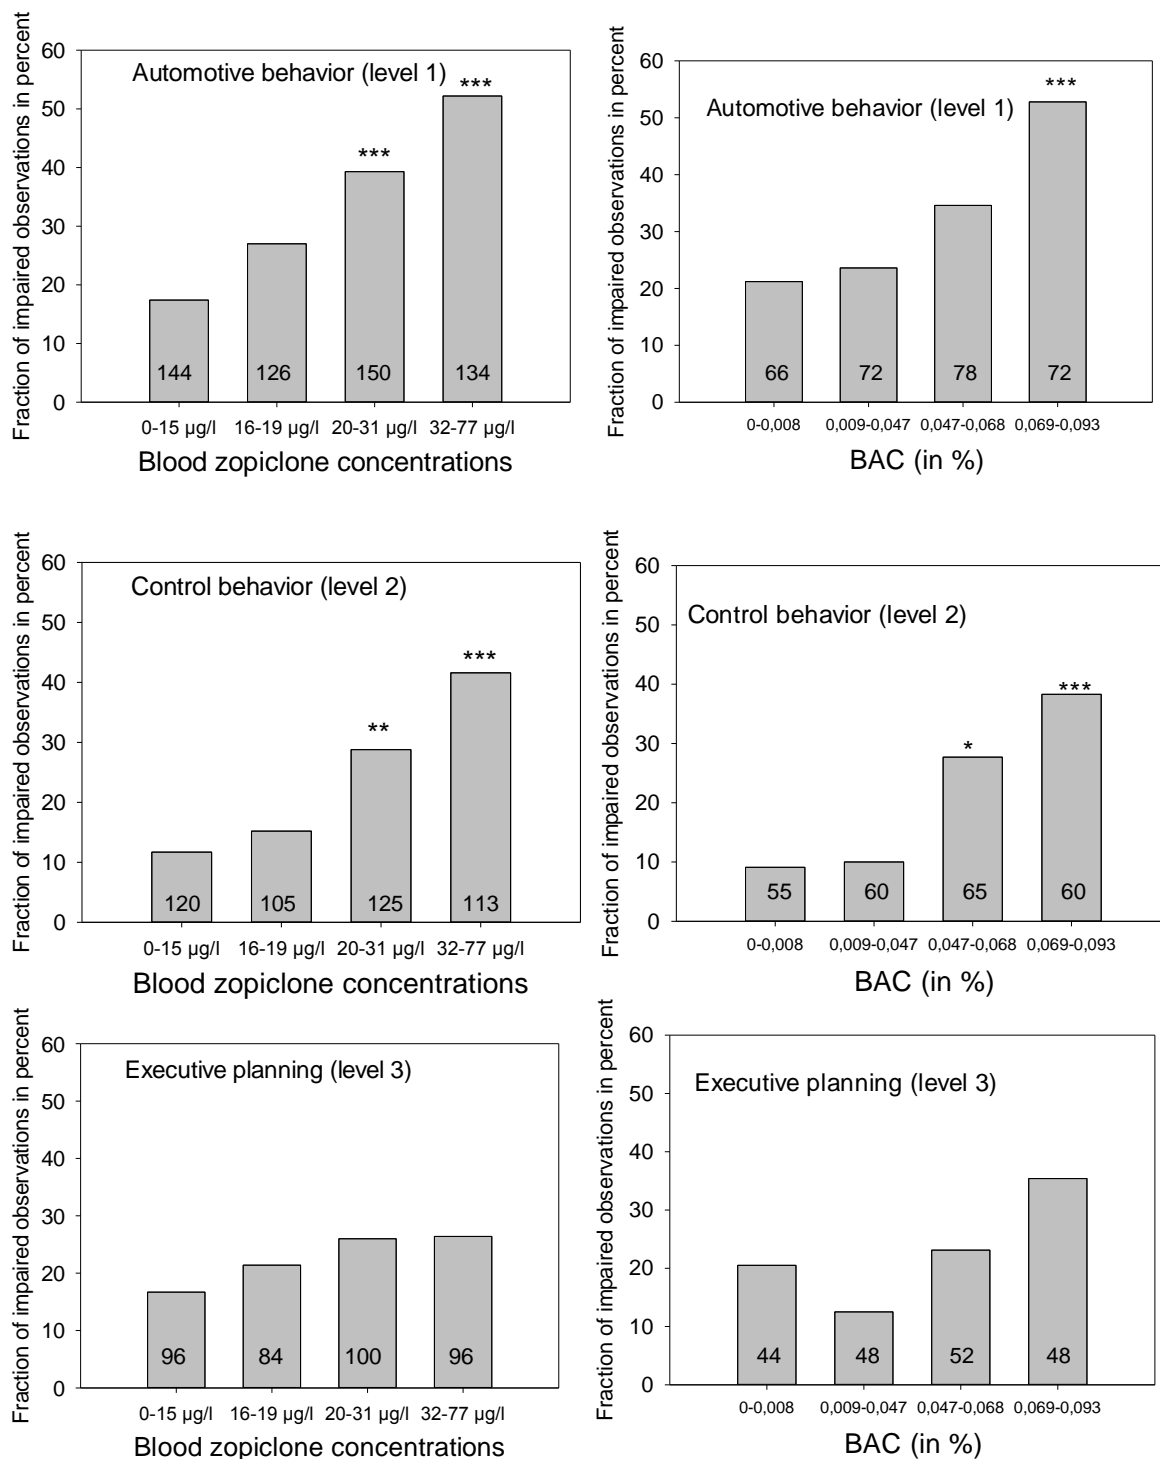 Fraction of impaired observations in percent
60
50
40
30
20
10
0
Automotive behavior (level 1)
***
***
144
126
150
134
0-15 µg/l
16-19 µg/l
20-31 µg/l
32-77 µg/l
Blood zopiclone concentrations
Fraction of impaired observations in percent
60
50
40
30
20
10
0
Automotive behavior (level 1)
***
66
72
78
72
0-0,008
0,009-0,047
0,047-0,068
0,069-0,093
BAC (in %)
Fraction of impaired observations in percent
60
50
40
30
20
10
0
Control behavior (level 2)
***
**
120
105
125
113
0-15 µg/l
16-19 µg/l
20-31 µg/l
32-77 µg/l
Blood zopiclone concentrations
Fraction of impaired observations in percent
60
50
40
30
20
10
0
Control behavior (level 2)
***
*
55
60
65
60
0-0,008
0,009-0,047
0,047-0,068
0,069-0,093
BAC (in %)
Fraction of impaired observations in percent
60
50
40
30
20
10
0
Executive planning (level 3)
96
84
100
96
0-15 µg/l
16-19 µg/l
20-31 µg/l
32-77 µg/l
Blood zopiclone concentrations
Fraction of impaired observations in percent
60
50
40
30
20
10
0
Executive planning (level 3)
44
48
52
48
0-0,008
0,009-0,047
0,047-0,068
0,069-0,093
BAC (in %)